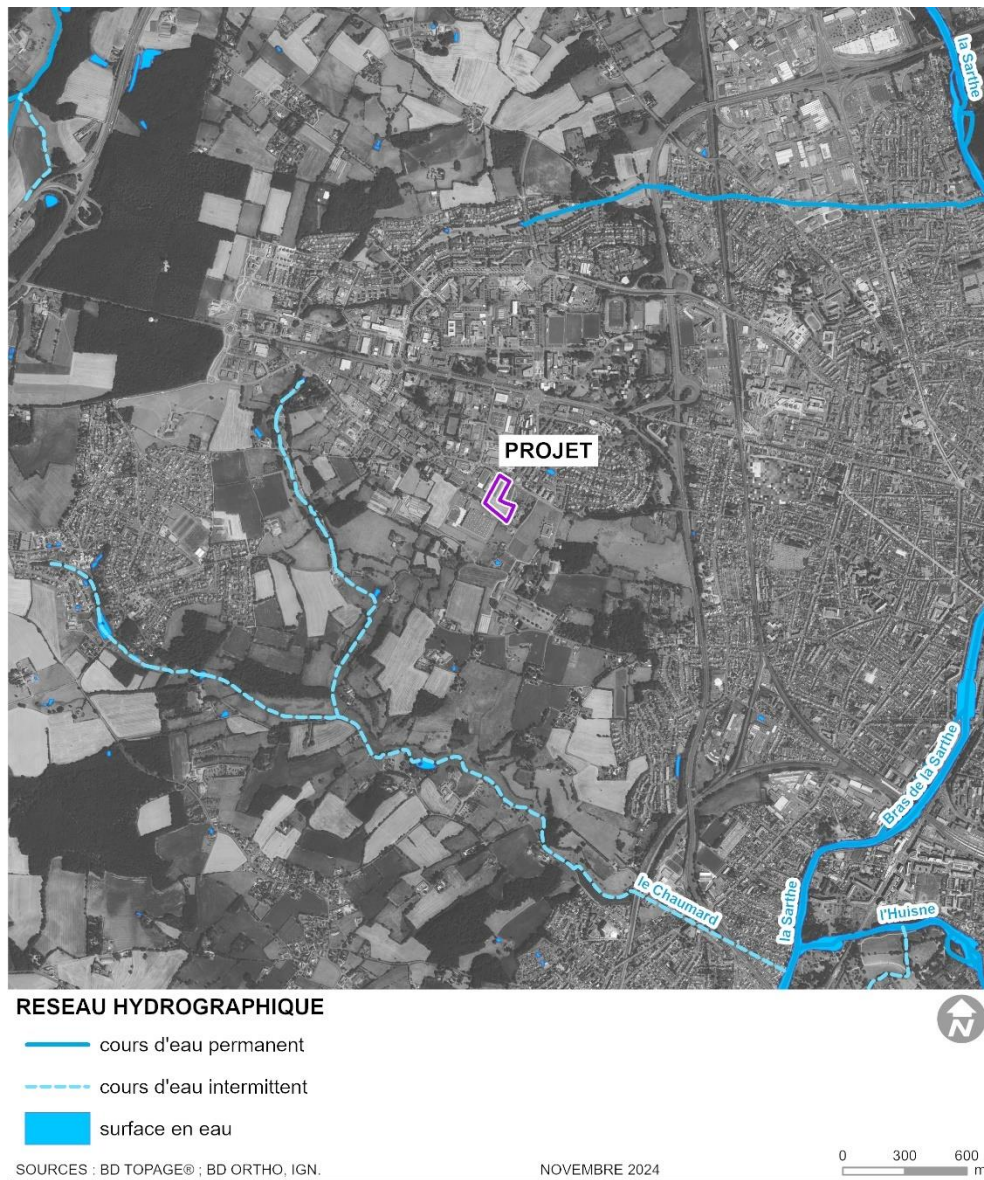 la Sarthe
PROJET
Bras de la Sarthe
le Chaumard
la Sarthe
l'Huisne
RESEAU HYDROGRAPHIQUE
N
cours d'eau permanent
cours d'eau intermittent
surface en eau
SOURCES : BD TOPAGE® ; BD ORTHO, IGN.
NOVEMBRE 2024
0 300 600
m